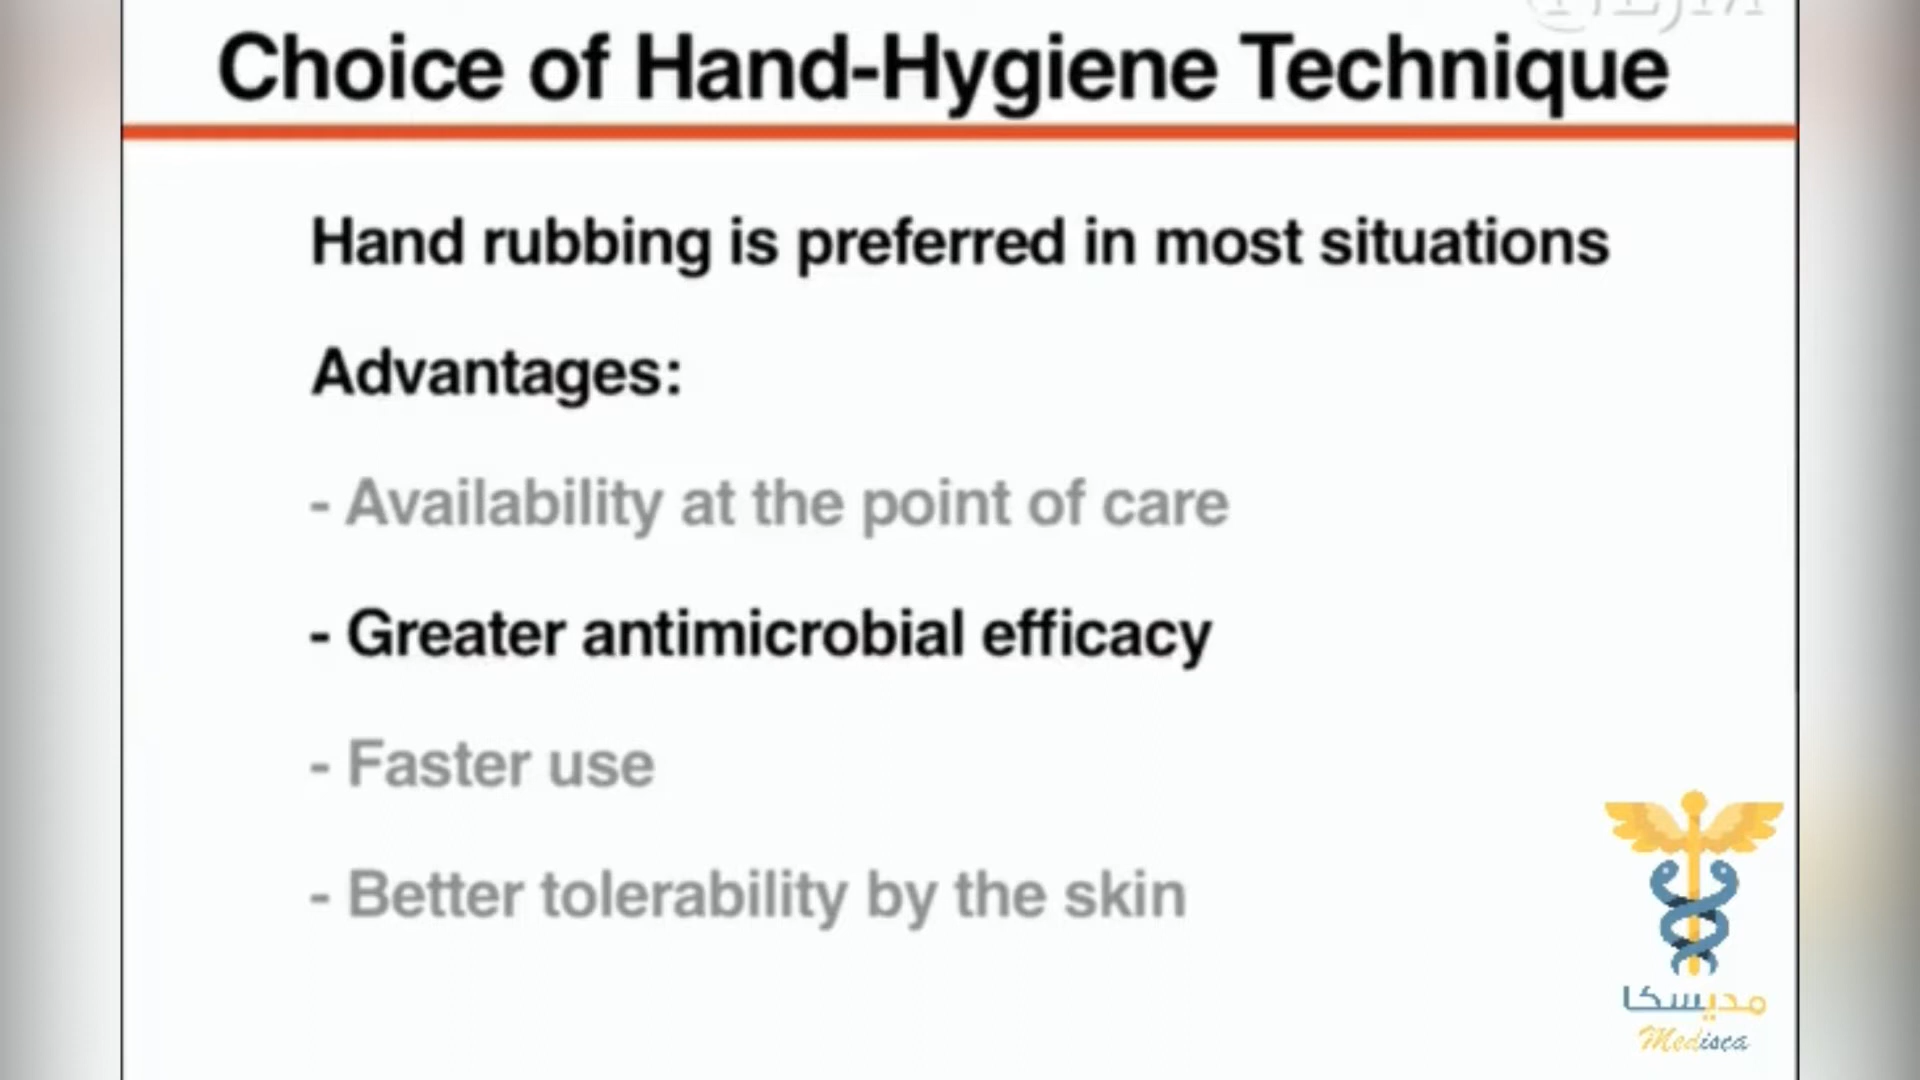 Choice of Hand-Hygiene Technique
Hand rubbing is preferred in most situations
Advantages:
- Availability at the point of care
- Greater antimicrobial efficacy
- Faster use
- Better tolerability by the skin
مدیسکا
Medisca